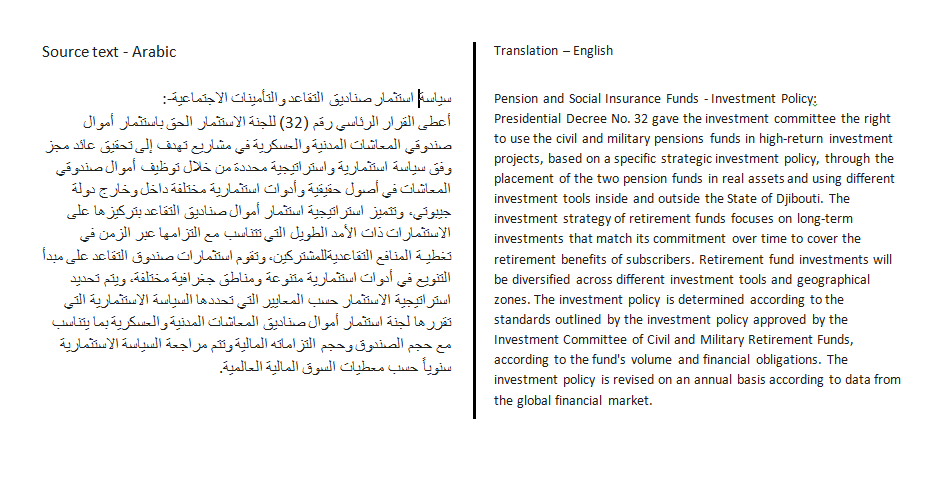 Source text - Arabic
سياسة استثمار صناديق التقاعد والتأمينات الاجتماعية-:
أعطى القرار الرئاسي رقم (32) للجنة الاستثمار الحق باستثمار أموال
صندوقي المعاشات المدنية والعسكرية في مشاريع تهدف إلى تحقيق عائد مجز
وفق سياسة استثمارية واستراتيجية محددة من خلال توظيف أموال صندوقي
المعاشات في أصول حقيقية وأدوات استثمارية مختلفة داخل وخارج دولة
جيبوتي، وتتميز استراتيجية استثمار أموال صناديق التقاعد بتركيزها على
الاستثمارات ذات الأمد الطويل التي تتناسب مع التزامها عبر الزمن في
تغطية المنافع التقاعديةللمشتركين، وتقوم استثمارات صندوق التقاعد على مبدأ
التنويع في أدوات استثمارية متنوعة ومناطق جغرافية مختلفة، ويتم تحديد
استراتيجية الاستثمار حسب المعايير التي تحددها السياسة الاستثمارية التي
تقررها لجنة استثمار أموال صناديق المعاشات المدنية والعسكرية بما يتناسب
مع حجم الصندوق وحجم التزاماته المالية وتتم مراجعة السياسة الاستثمارية
سنوياً حسب معطيات السوق المالية العالمية.
Translation – English
Pension and Social Insurance Funds - Investment Policy:
Presidential Decree No. 32 gave the investment committee the right
to use the civil and military pensions funds in high-return investment
projects, based on a specific strategic investment policy, through the
placement of the two pension funds in real assets and using different
investment tools inside and outside the State of Djibouti. The
investment strategy of retirement funds focuses on long-term
investments that match its commitment over time to cover the
retirement benefits of subscribers. Retirement fund investments will
be diversified across different investment tools and geographical
zones. The investment policy is determined according to the
standards outlined by the investment policy approved by the
Investment Committee of Civil and Military Retirement Funds,
according to the fund's volume and financial obligations. The
investment policy is revised on an annual basis according to data from
the global financial market.